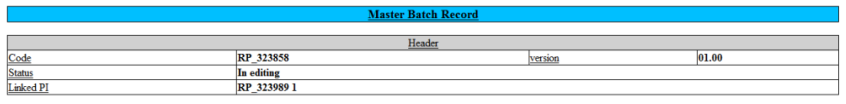 Master Batch Record
Header
Code RP_323858 version 01.00
Status In editing
Linked PI RP_323989 1